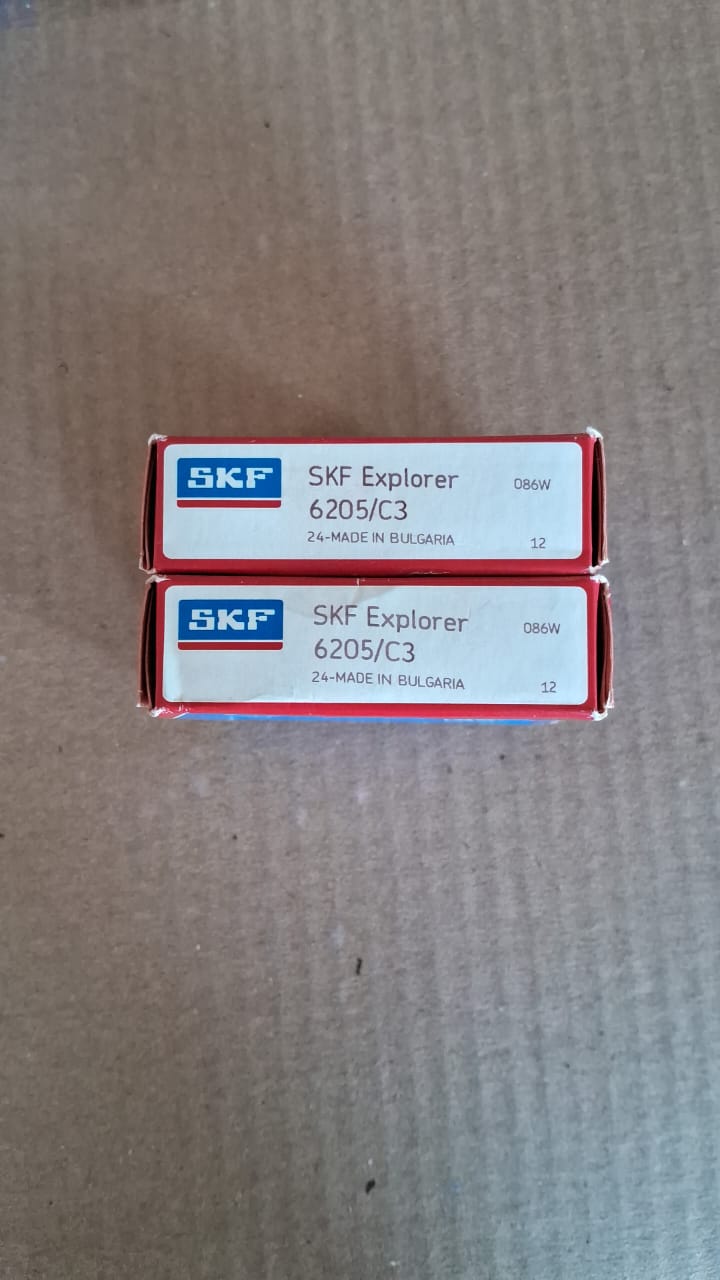 SKF
SKF Explorer
086W
6205/C3
24-MADE IN BULGARIA
12
SKF
SKF Explorer
086W
6205/C3
24-MADE IN BULGARIA
12